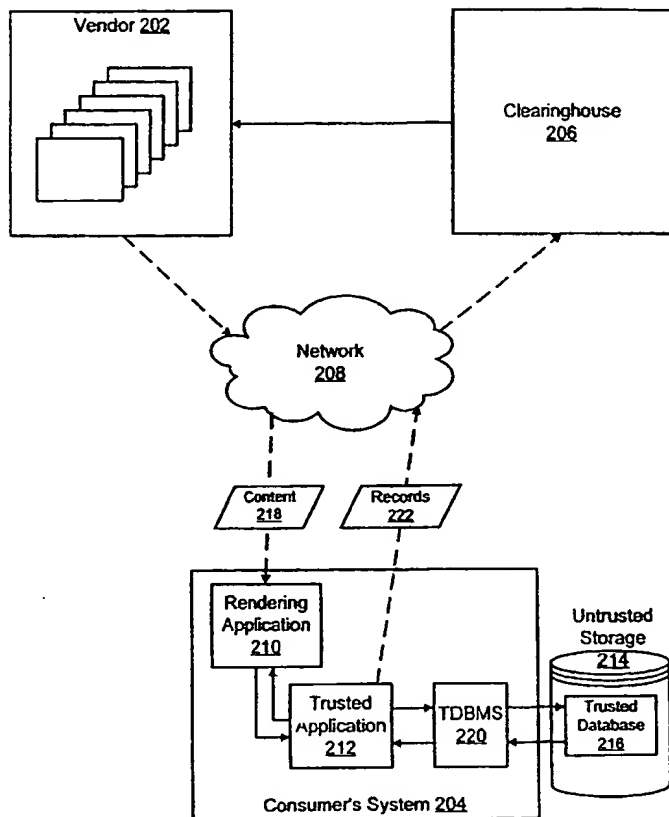 Vendor 202
Clearinghouse
206
Network
208
Content
218
Records
222
Rendering
Application
210
Untrusted
Storage
214
Trusted
Application
212
TDBMS
220
Trusted
Database
216
Consumer's System 204